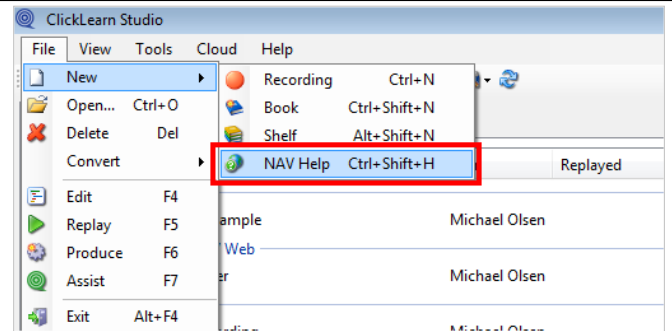 ClickLearn Studio
File View Tools Cloud Help
New
Recording Ctrl+N
Open... Ctrl+O
Book Ctrl+Shift+N
Delete Del
Shelf Alt+Shift+N
Convert
NAV Help Ctrl+Shift+H
Replayed
Edit F4
Replay F5
ample Michael Olsen
Produce F6
Web
Assist F7
er Michael Olsen
Exit Alt+F4